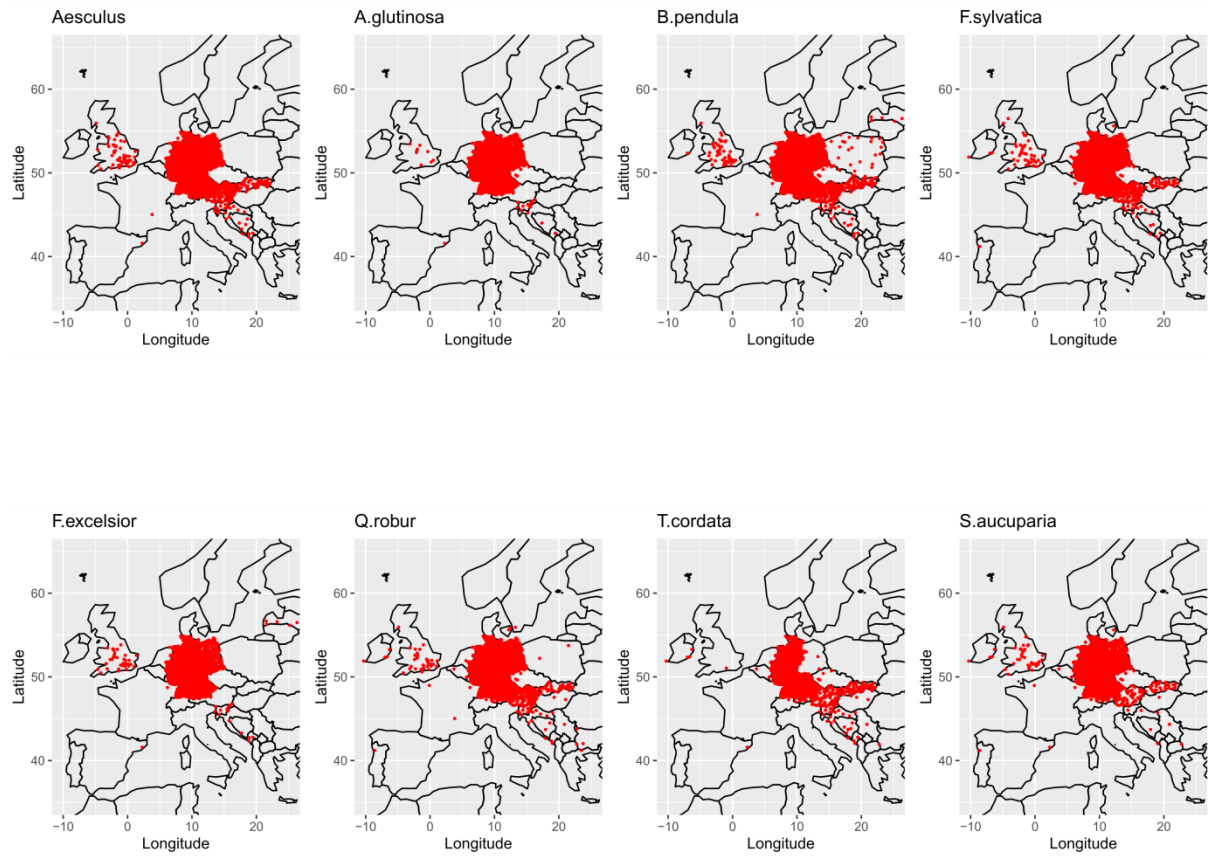 Aesculus A.glutinosa B.pendula F.sylvatica
60 60 60 60
50 50 50 50
40 40 40 40
Latitude Latitude Latitude Latitude
−10 0 10 20 −10 0 10 20 −10 0 10 20 −10 0 10 20
Longitude Longitude Longitude Longitude
F.excelsior Q.robur T.cordata S.aucuparia
60 60 60 60
50 50 50 50
40 40 40 40
Latitude Latitude Latitude Latitude
−10 0 10 20 −10 0 10 20 −10 0 10 20 −10 0 10 20
Longitude Longitude Longitude Longitude